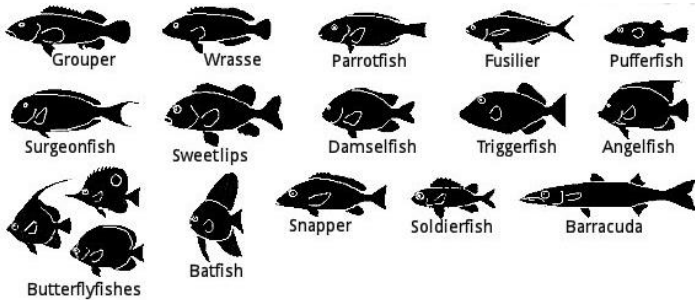 Grouper
Wrasse
Parrotfish
Fusilier
Pufferfish
Surgeonfish
Sweetlips
Damselfish
Triggerfish
Angelfish
Butterflyfishes
Batfish
Snapper
Soldierfish
Barracuda